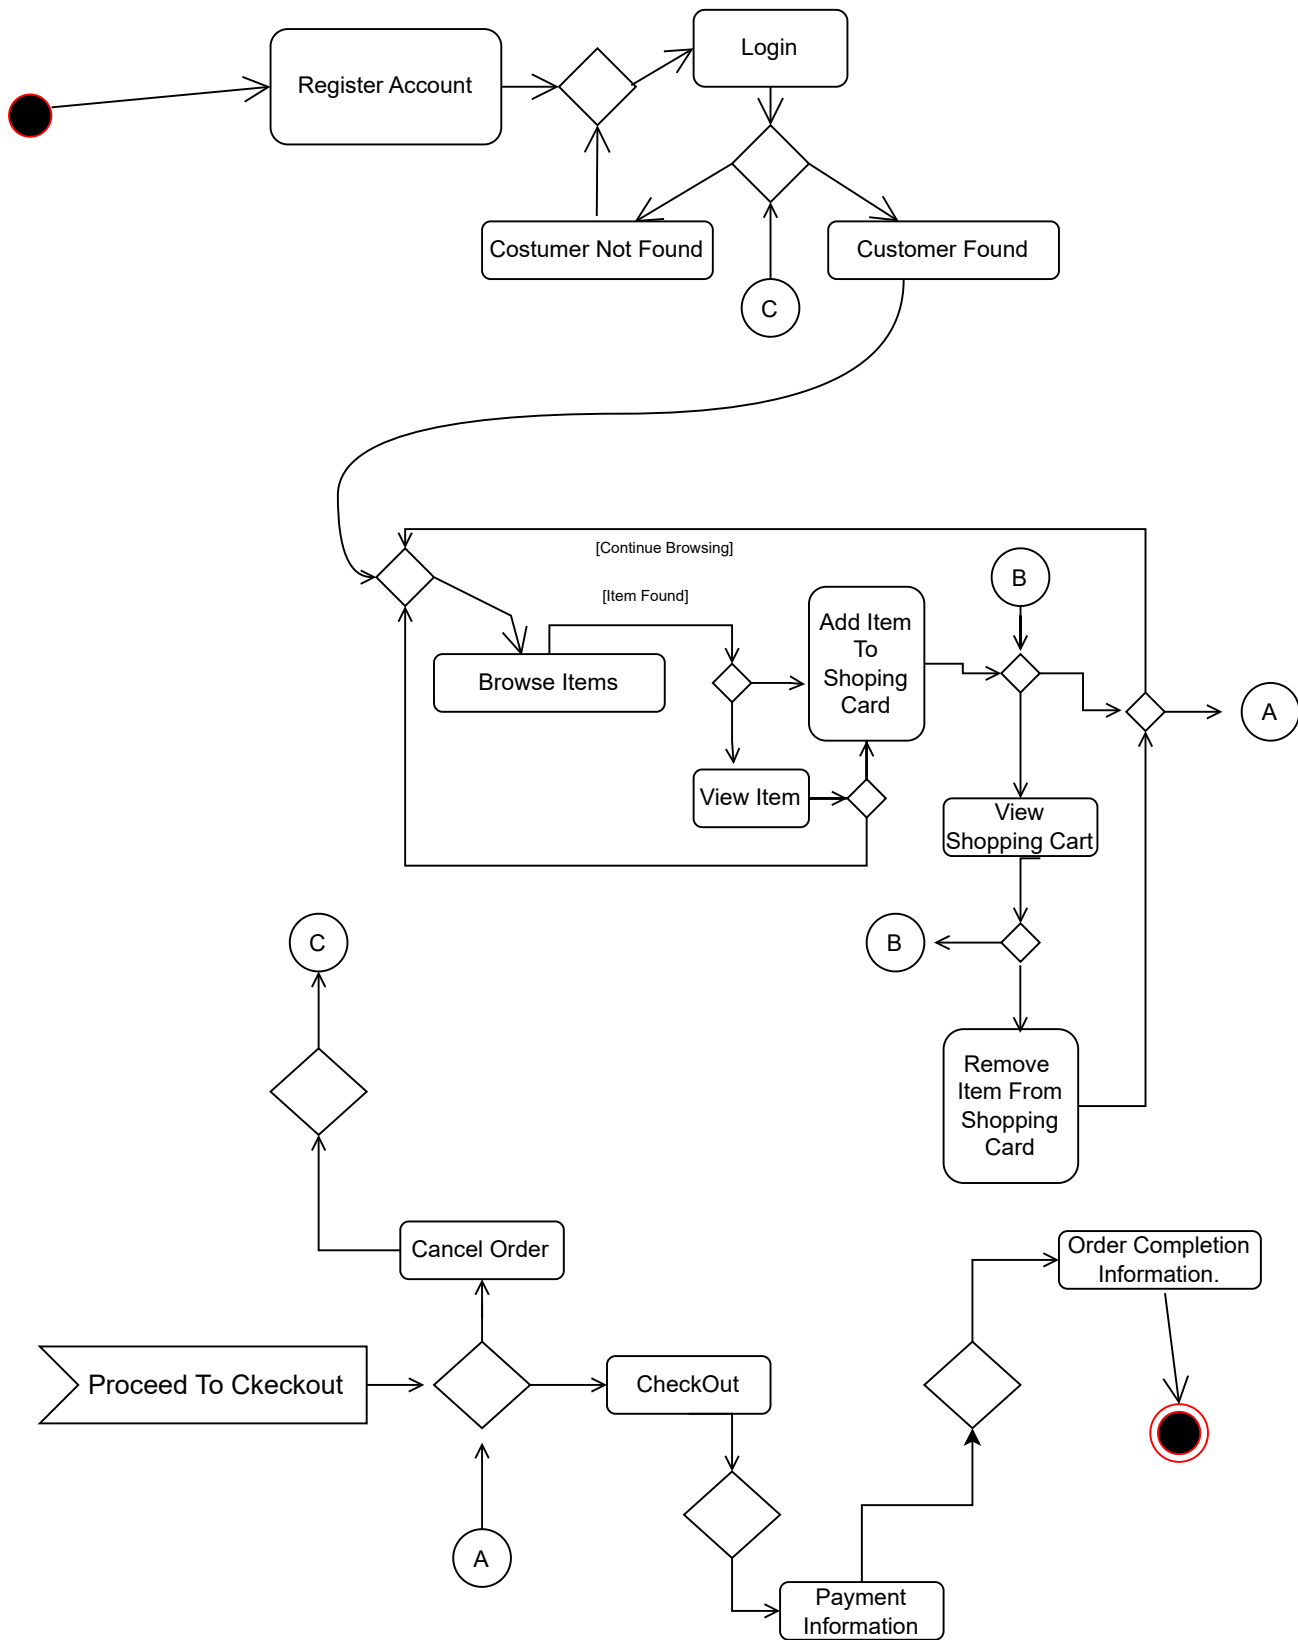 Login
Register Account
Costumer Not Found
Customer Found
C
[Continue Browsing]
B
[Item Found]
Add Item
To
Shoping
Card
Browse Items
A
View Item
View
Shopping Cart
C
B
Remove
Item From
Shopping
Card
Cancel Order
Order Completion
Information.
Proceed To Ckeckout
CheckOut
A
Payment
Information